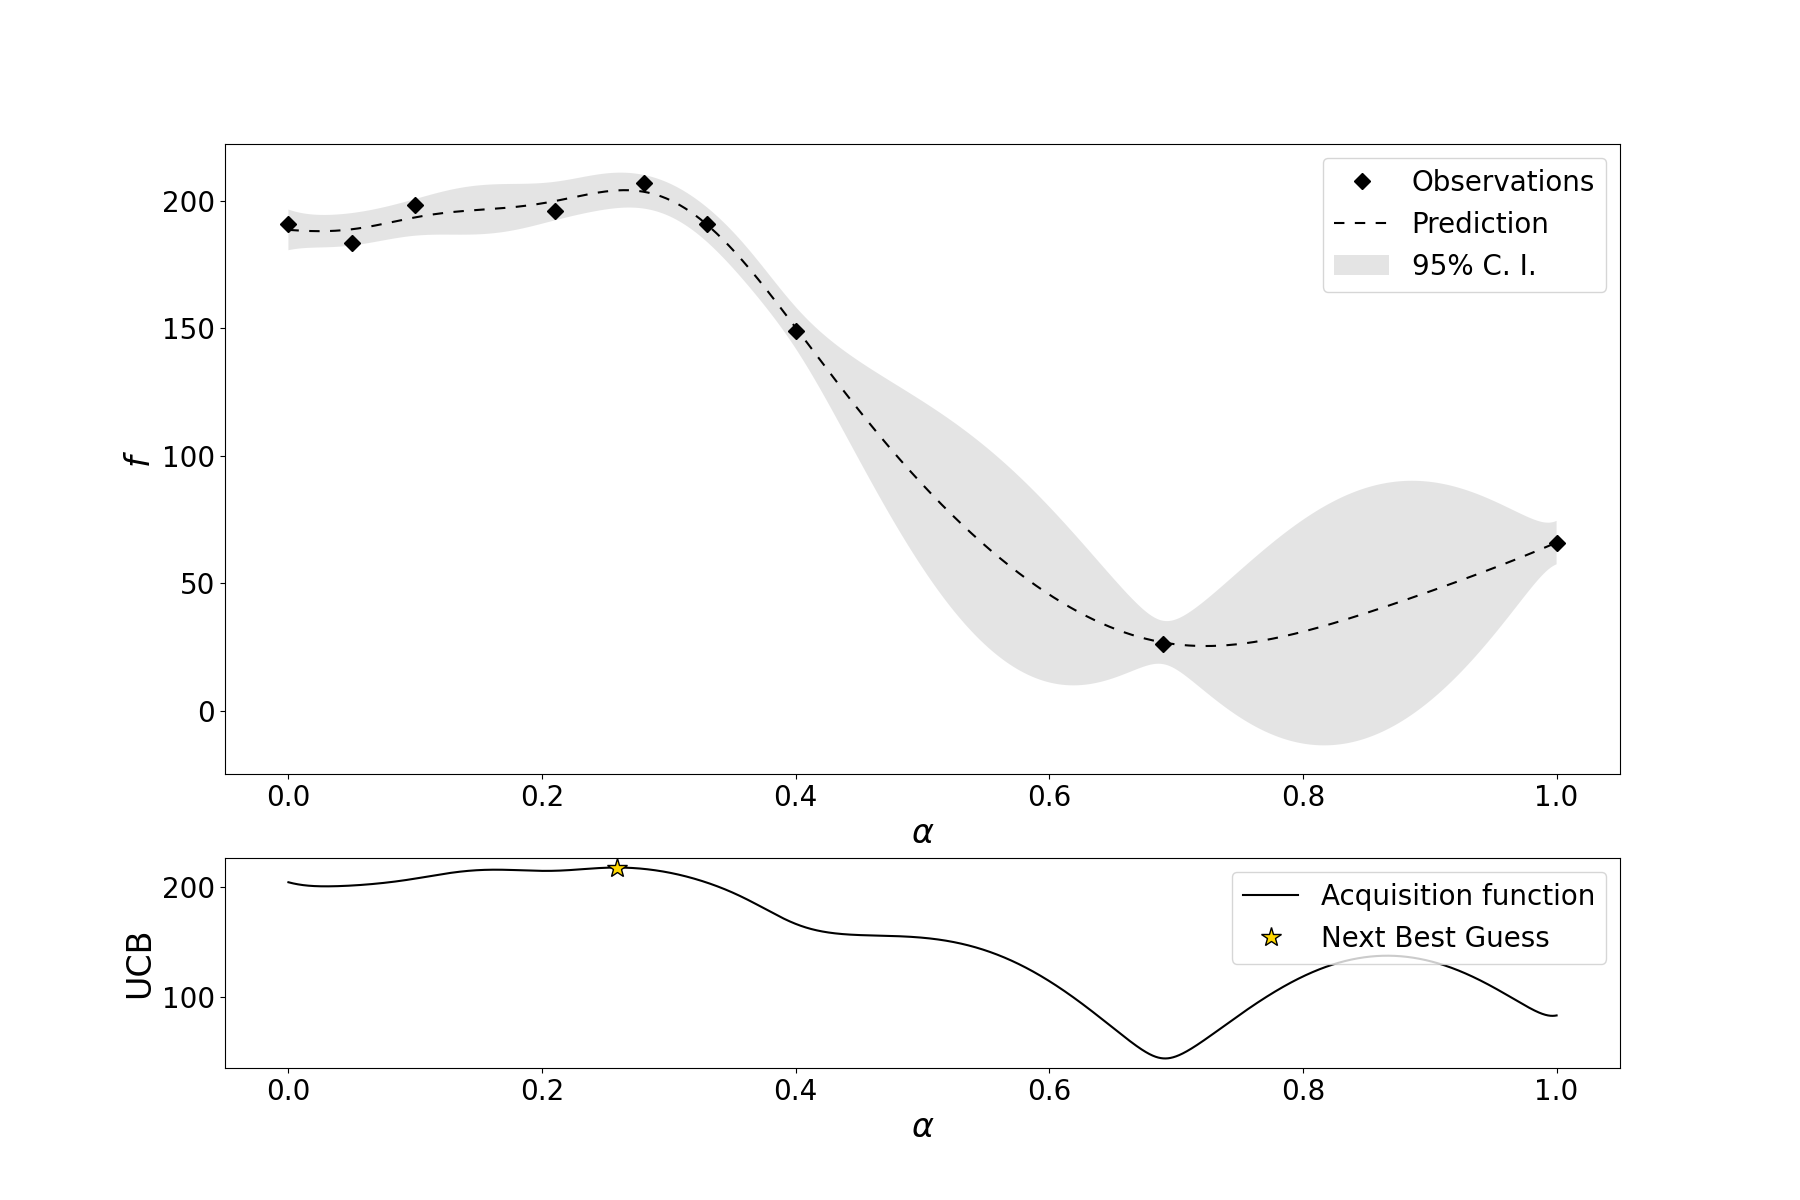 Observations
Prediction
95% C. I.
200
150
100
50
0
f
0.0 0.2 0.4 0.6 0.8 1.0
α
Acquisition function
Next Best Guess
200
100
UCB
0.0 0.2 0.4 0.6 0.8 1.0
α